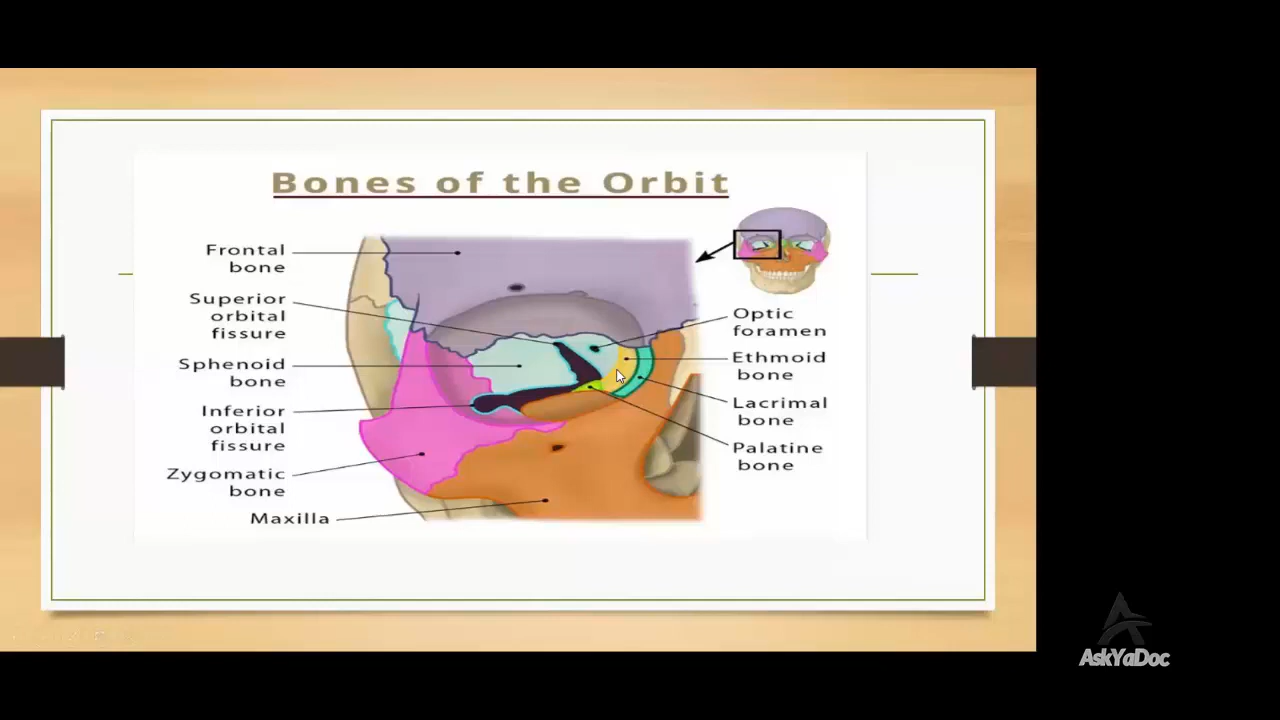 Bones of the Orbit
Frontal
bone
Superior
orbital
fissure
Sphenoid
bone
Inferior
orbital
fissure
Zygomatic
bone
Maxilla
Optic
foramen
Ethmoid
bone
Lacrimal
bone
Palatine
bone
AskYaDoc